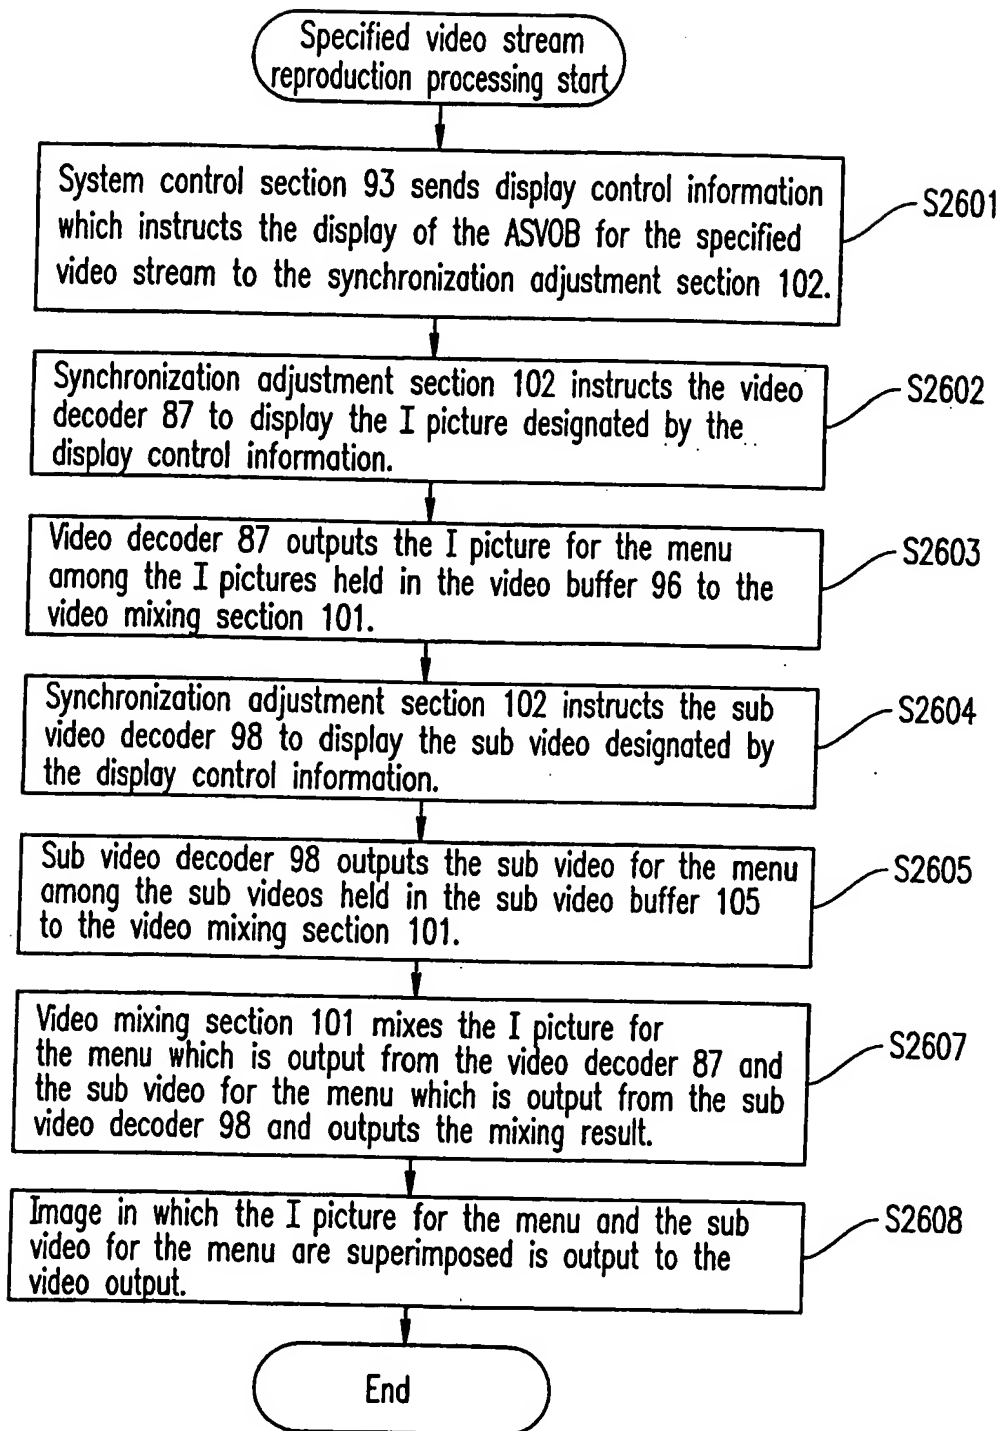 Specified video stream
reproduction processing start
System control section 93 sends display control information
which instructs the display of the ASVOB for the specified
video stream to the synchronization adjustment section 102.
S2601
Synchronization adjustment section 102 instructs the video
decoder 87 to display the I picture designated by the
display control information.
S2602
Video decoder 87 outputs the I picture for the menu
among the I pictures held in the video buffer 96 to the
video mixing section 101.
S2603
Synchronization adjustment section 102 instructs the sub
video decoder 98 to display the sub video designated by
the display control information.
S2604
Sub video decoder 98 outputs the sub video for the menu
among the sub videos held in the sub video buffer 105
to the video mixing section 101.
S2605
Video mixing section 101 mixes the I picture for
the menu which is output from the video decoder 87 and
the sub video for the menu which is output from the sub
video decoder 98 and outputs the mixing result.
S2607
Image in which the I picture for the menu and the sub
video for the menu are superimposed is output to the
video output.
S2608
End